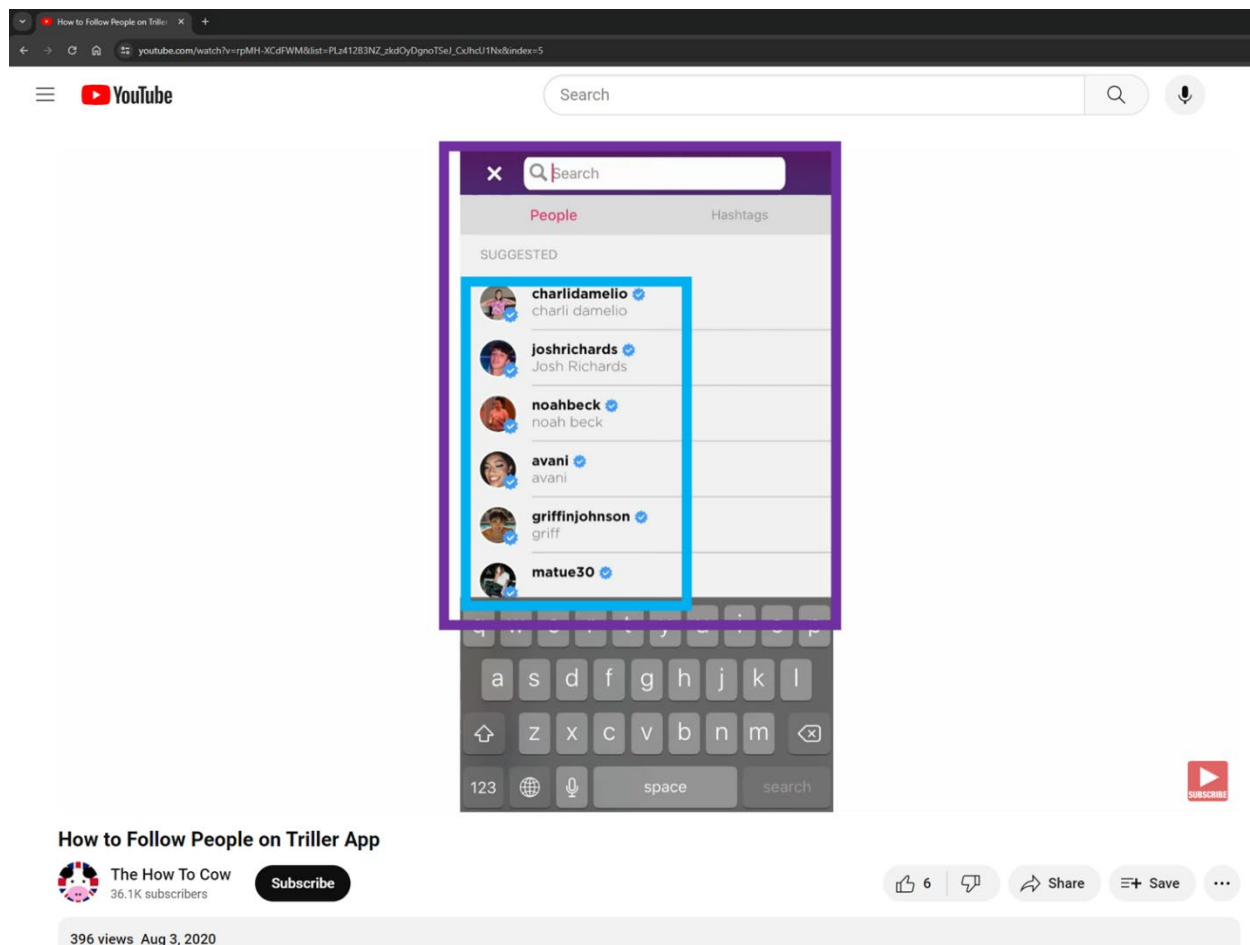 How to Follow People on Triller
youtube.com/watch?v=rpMH-XCdFWM&list=PLz412B3NZ_zkdOyDgnoTSeJ_CxJhcU1Nx&index=5
YouTube
Search
Search
People Hashtags
SUGGESTED
charlidamelio
charli damelio
joshrichards
Josh Richards
noahbeck
noah beck
avani
avani
griffinjohnson
griff
matue30
q w e r t y u i o p
a s d f g h j k l
z x c v b n m
123 space search
SUBSCRIBE
How to Follow People on Triller App
The How To Cow
36.1K subscribers
Subscribe
6 Share Save
396 views Aug 3, 2020